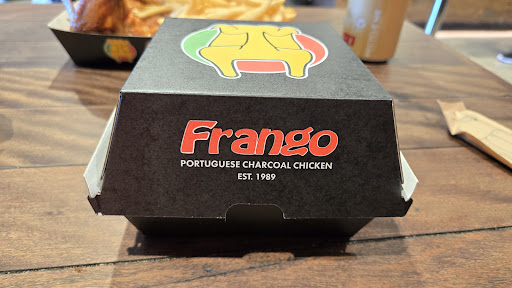 Frango
PORTUGUESE CHARCOAL CHICKEN
EST. 1989